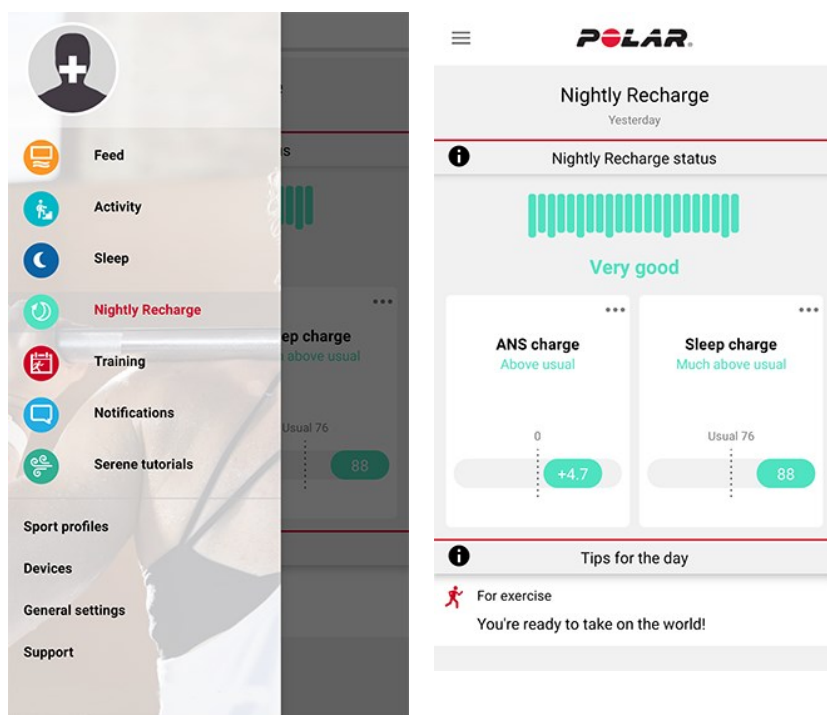 Feed
Activity
Sleep
Nightly Recharge
Training
Notifications
Serene tutorials
Sport profiles
Devices
General settings
Support
ep charge
above usual
Usual 76
88
POLAR.
Nightly Recharge
Yesterday
Nightly Recharge status
Very good
ANS charge
Above usual
0
+4.7
Sleep charge
Much above usual
Usual 76
88
Tips for the day
For exercise
You're ready to take on the world!